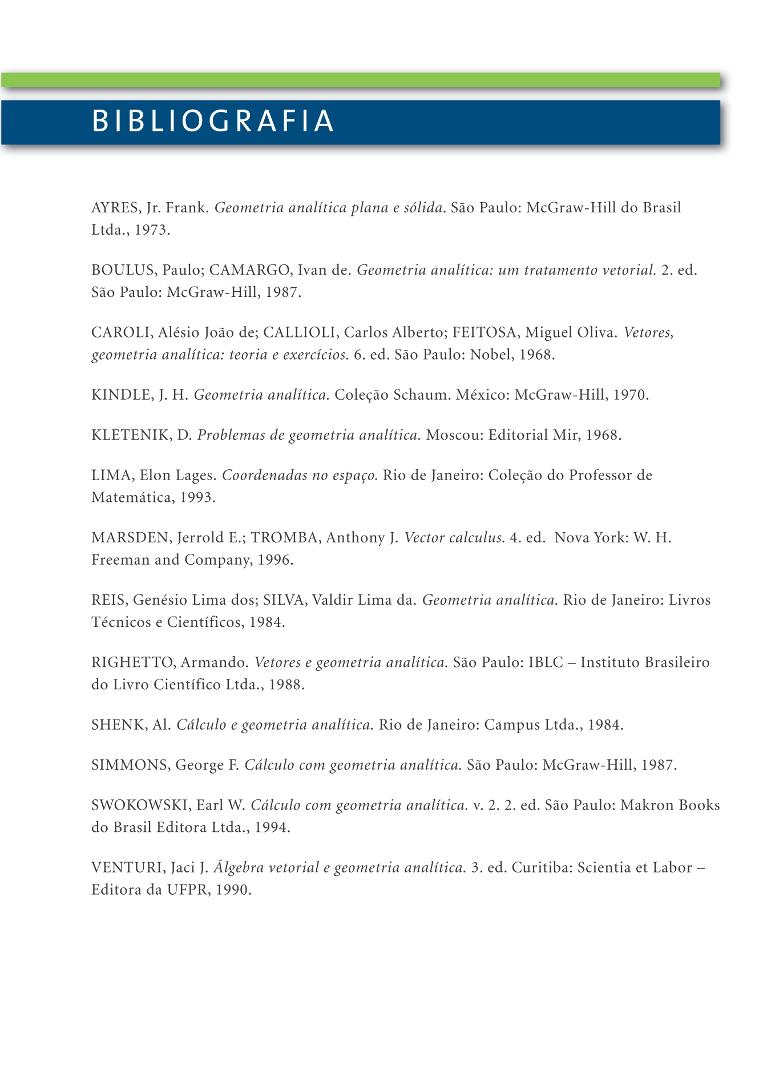 BIBLIOGRAFIA
AYRES, Jr. Frank. Geometria analítica plana e sólida. São Paulo: McGraw-Hill do Brasil
Ltda., 1973.
BOULUS, Paulo; CAMARGO, Ivan de. Geometria analítica: um tratamento vetorial. 2. ed.
São Paulo: McGraw-Hill, 1987.
CAROLI, Alésio João de; CALLIOLI, Carlos Alberto; FEITOSA, Miguel Oliva. Vetores,
geometria analítica: teoria e exercícios. 6. ed. São Paulo: Nobel, 1968.
KINDLE, J. H. Geometria analítica. Coleção Schaum. México: McGraw-Hill, 1970.
KLETENIK, D. Problemas de geometria analítica. Moscou: Editorial Mir, 1968.
LIMA, Elon Lages. Coordenadas no espaço. Rio de Janeiro: Coleção do Professor de
Matemática, 1993.
MARSDEN, Jerrold E.; TROMBA, Anthony J. Vector calculus. 4. ed.  Nova York: W. H.
Freeman and Company, 1996.
REIS, Genésio Lima dos; SILVA, Valdir Lima da. Geometria analítica. Rio de Janeiro: Livros
Técnicos e Científicos, 1984.
RIGHETTO, Armando. Vetores e geometria analítica. São Paulo: IBLC – Instituto Brasileiro
do Livro Científico Ltda., 1988.
SHENK, Al. Cálculo e geometria analítica. Rio de Janeiro: Campus Ltda., 1984.
SIMMONS, George F. Cálculo com geometria analítica. São Paulo: McGraw-Hill, 1987.
SWOKOWSKI, Earl W. Cálculo com geometria analítica. v. 2. 2. ed. São Paulo: Makron Books
do Brasil Editora Ltda., 1994.
VENTURI, Jaci J. Álgebra vetorial e geometria analítica. 3. ed. Curitiba: Scientia et Labor –
Editora da UFPR, 1990.